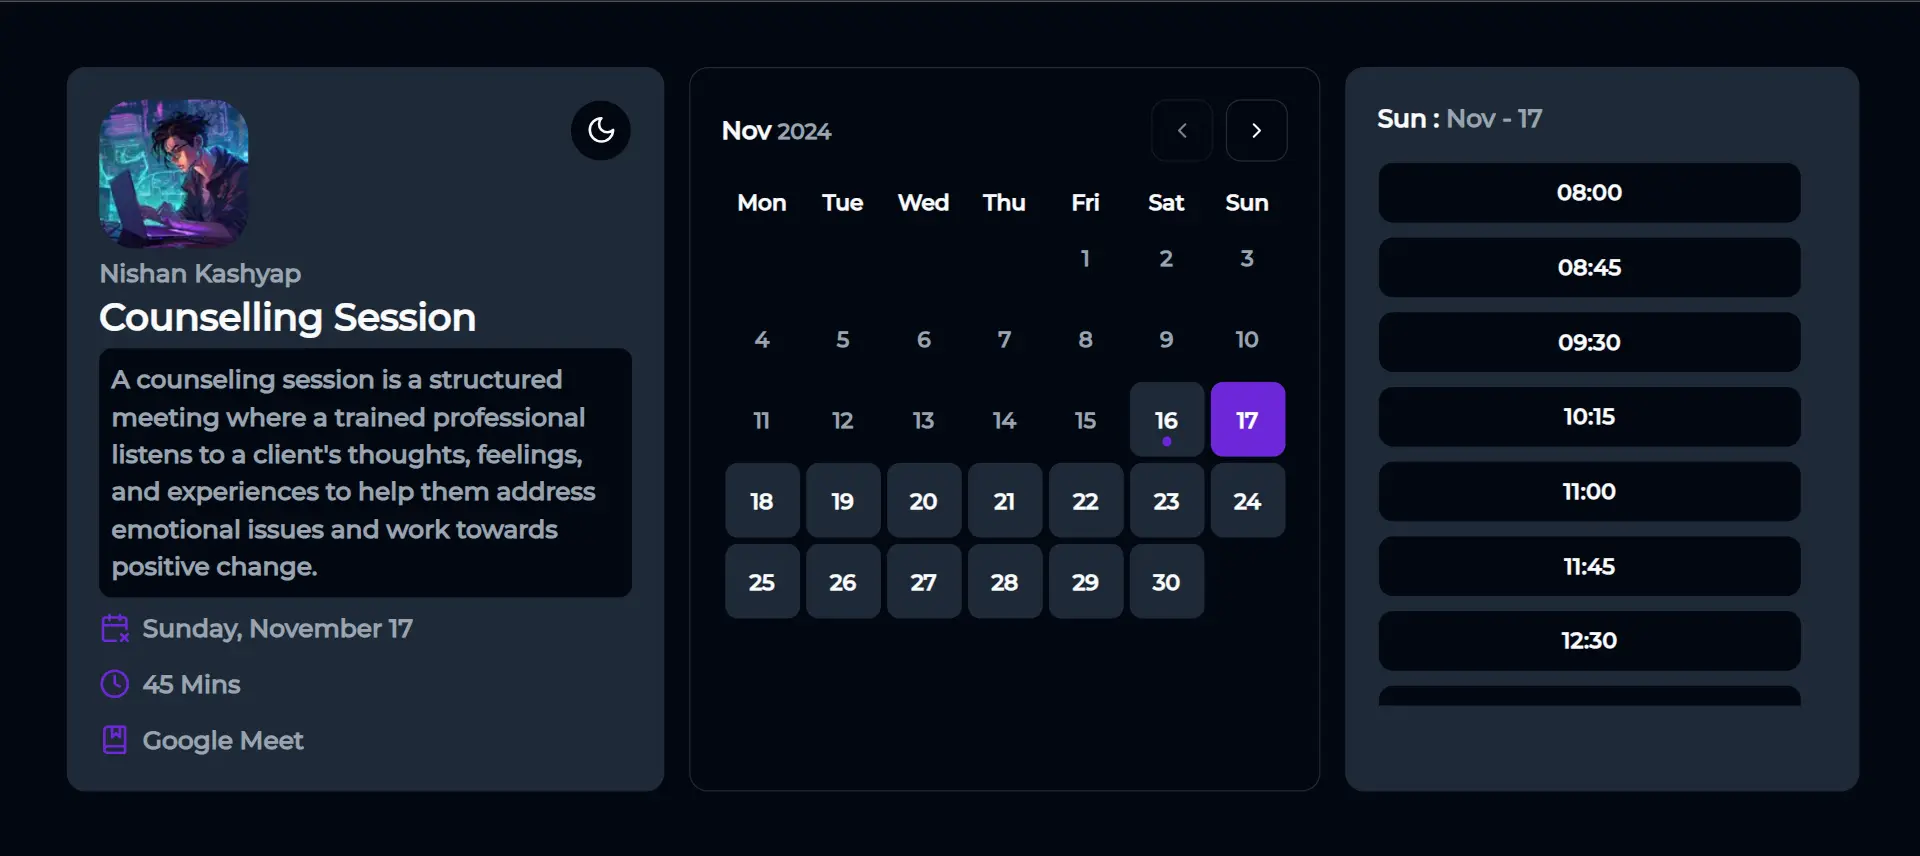 Nishan Kashyap
Counselling Session
A counseling session is a structured
meeting where a trained professional
listens to a client's thoughts, feelings,
and experiences to help them address
emotional issues and work towards
positive change.
Sunday, November 17
45 Mins
Google Meet
Nov 2024
Mon Tue Wed Thu Fri Sat Sun
1 2 3
4 5 6 7 8 9 10
11 12 13 14 15 16 17
18 19 20 21 22 23 24
25 26 27 28 29 30
Sun : Nov - 17
08:00
08:45
09:30
10:15
11:00
11:45
12:30